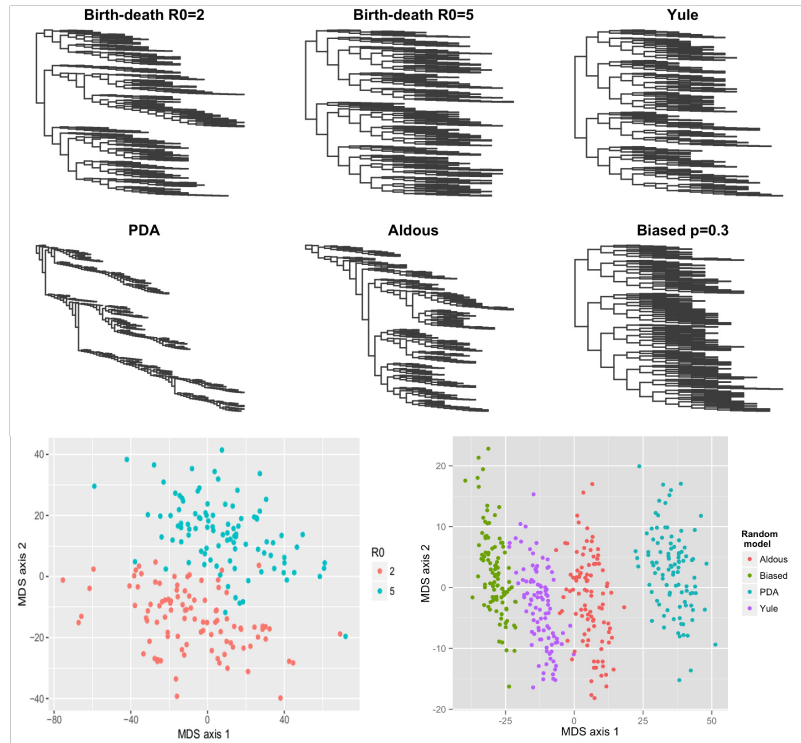 Birth-death R0=2 Birth-death R0=5 Yule
PDA Aldous Biased p=0.3
40
20
0
−20
−40
MDS axis 2
−80 −40 0 40
MDS axis 1
R0
2
5
20
10
0
-10
-20
MDS axis 2
-25 0 25 50
MDS axis 1
Random
model
Aldous
Biased
PDA
Yule